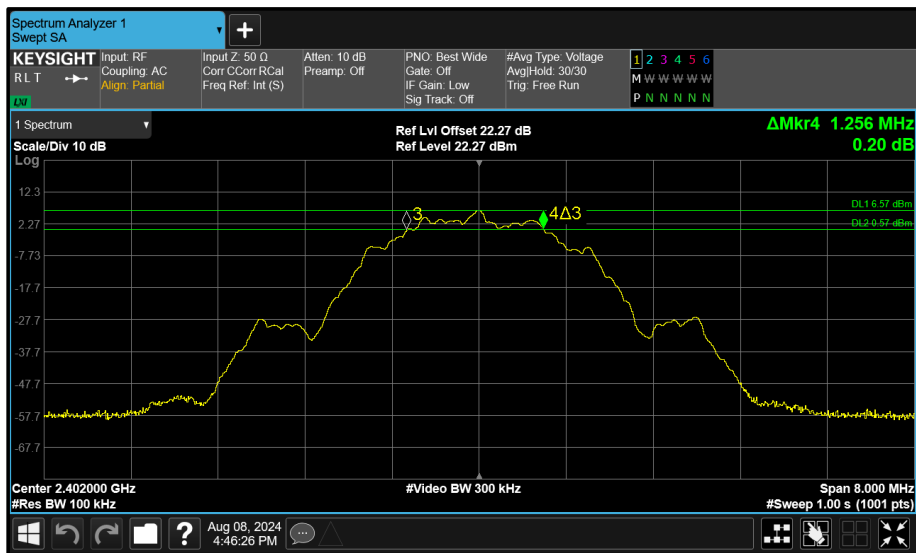 Spectrum Analyzer 1
Swept SA
KEYSIGHT
R L T
LXI
Input: RF
Coupling: AC
Align: Partial
Input Z: 50 Ω
Corr CCorr RCal
Freq Ref: Int (S)
Atten: 10 dB
Preamp: Off
PNO: Best Wide
Gate: Off
IF Gain: Low
Sig Track: Off
#Avg Type: Voltage
Avg|Hold: 30/30
Trig: Free Run
1 2 3 4 5 6
M W W W W W
P N N N N N
1 Spectrum
Scale/Div 10 dB
Ref Lvl Offset 22.27 dB
Ref Level 22.27 dBm
ΔMkr4 1.256 MHz
0.20 dB
Log
12.3
2.27
-7.73
-17.7
-27.7
-37.7
-47.7
-57.7
-67.7
3
4Δ3
DL1 6.57 dBm
DL2 0.57 dBm
Center 2.402000 GHz
#Res BW 100 kHz
#Video BW 300 kHz
Span 8.000 MHz
#Sweep 1.00 s (1001 pts)
?
Aug 08, 2024
4:46:26 PM